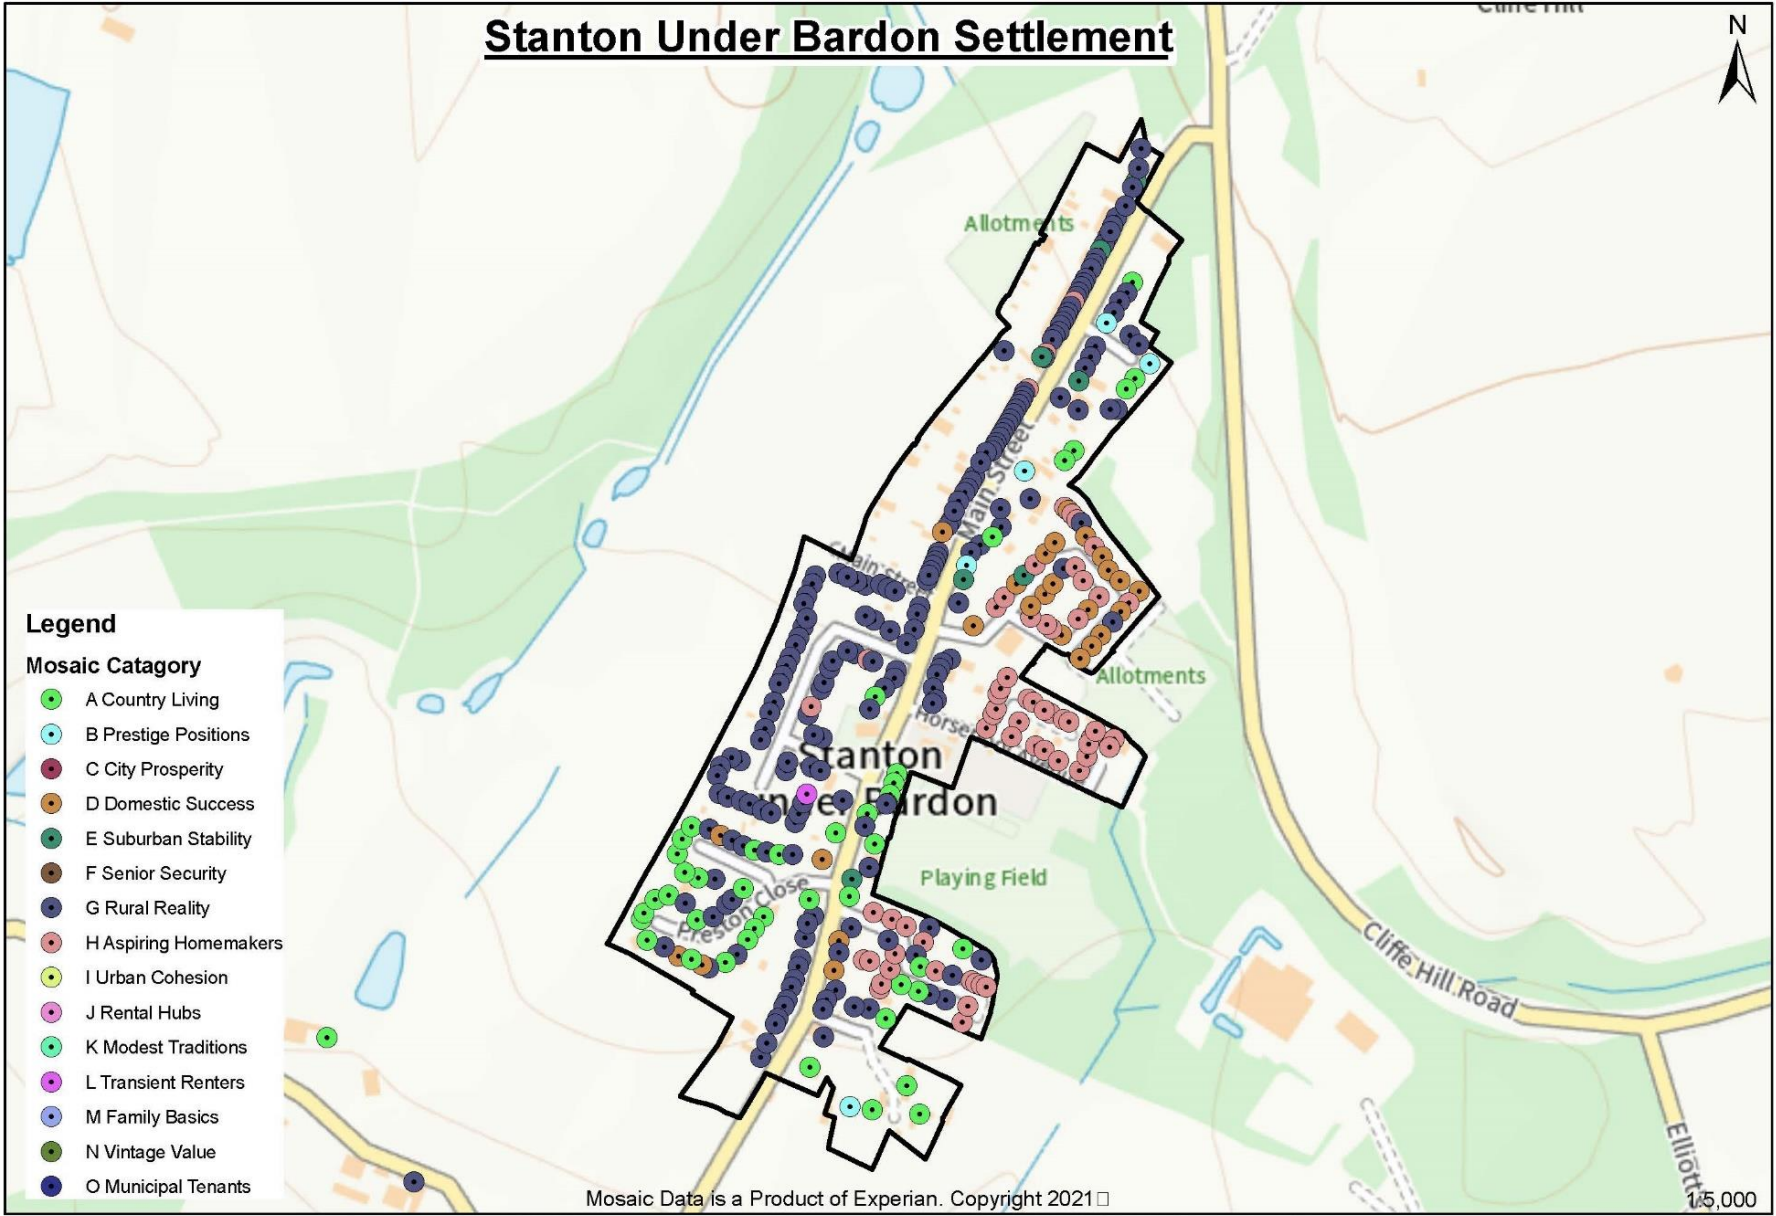 Stanton Under Bardon Settlement
Cliffe Hill
N
Allotments
Main Street
Main Street
Allotments
Stanton
under Bardon
Playing Field
Preston Close
Cliffe Hill Road
1:5,000
Legend
Mosaic Catagory
A Country Living
B Prestige Positions
C City Prosperity
D Domestic Success
E Suburban Stability
F Senior Security
G Rural Reality
H Aspiring Homemakers
I Urban Cohesion
J Rental Hubs
K Modest Traditions
L Transient Renters
M Family Basics
N Vintage Value
O Municipal Tenants
Mosaic Data is a Product of Experian. Copyright 2021